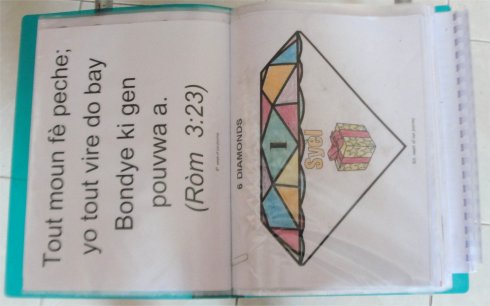 Tout moun fè peche;
yo tout vire do bay
Bondye ki gen
pouvwa a.
(Ròm 3:23)
6 DIAMONDS
1
Svèl